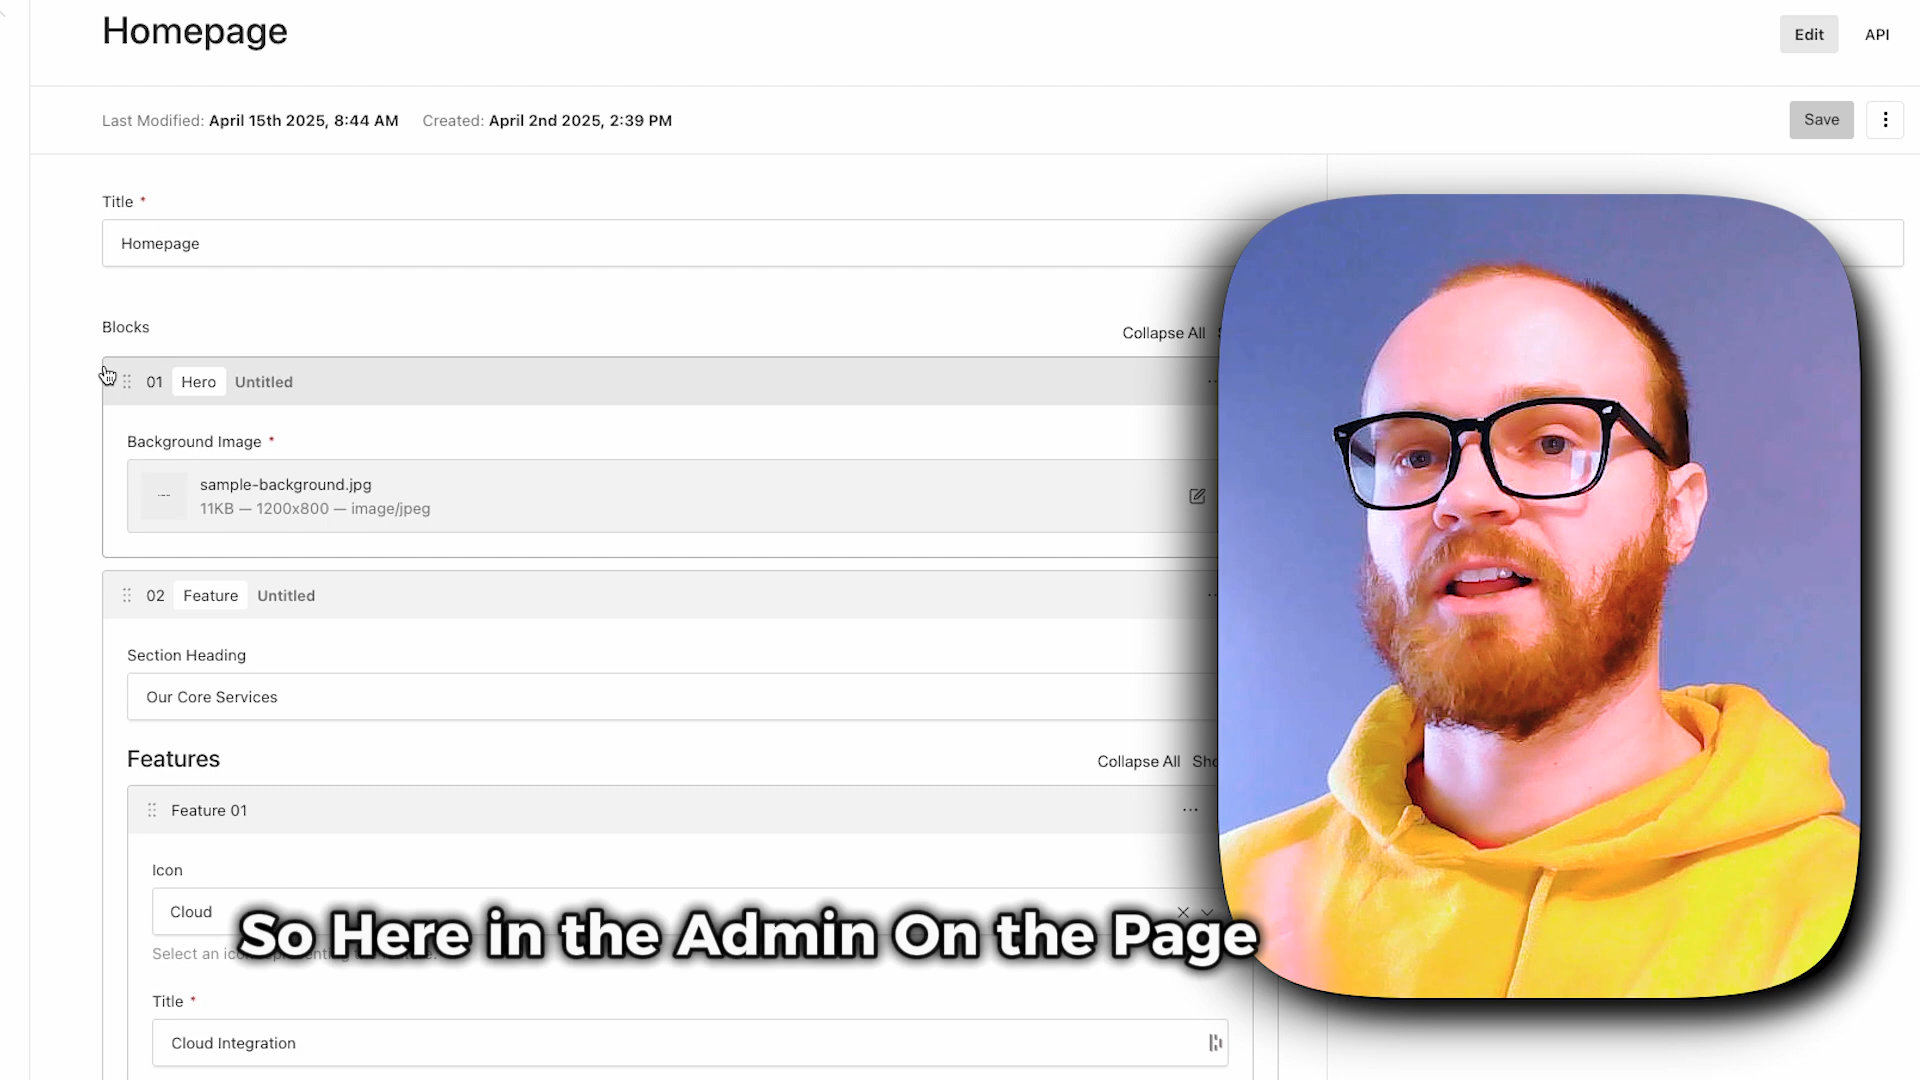 Homepage
Edit API
Last Modified: April 15th 2025, 8:44 AM Created: April 2nd 2025, 2:39 PM
Save
Title *
Homepage
Blocks
Collapse All
01 Hero Untitled
Background Image *
sample-background.jpg
11KB — 1200x800 — image/jpeg
02 Feature Untitled
Section Heading
Our Core Services
Features
Collapse All
Feature 01
Icon
Cloud
So Here in the Admin On the Page
Select an
Title *
Cloud Integration